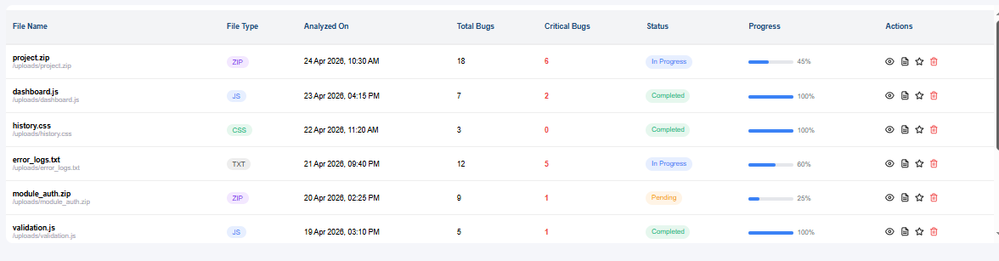 File Name File Type Analyzed On Total Bugs Critical Bugs Status Progress Actions
project.zip ZIP 24 Apr 2026, 10:30 AM 18 6 In Progress 45%
/uploads/project.zip
dashboard.js JS 23 Apr 2026, 04:15 PM 7 2 Completed 100%
/uploads/dashboard.js
history.css CSS 22 Apr 2026, 11:20 AM 3 0 Completed 100%
/uploads/history.css
error_logs.txt TXT 21 Apr 2026, 09:40 PM 12 5 In Progress 60%
/uploads/error_logs.txt
module_auth.zip ZIP 20 Apr 2026, 02:25 PM 9 1 Pending 25%
/uploads/module_auth.zip
validation.js JS 19 Apr 2026, 03:10 PM 5 1 Completed 100%
/uploads/validation.js